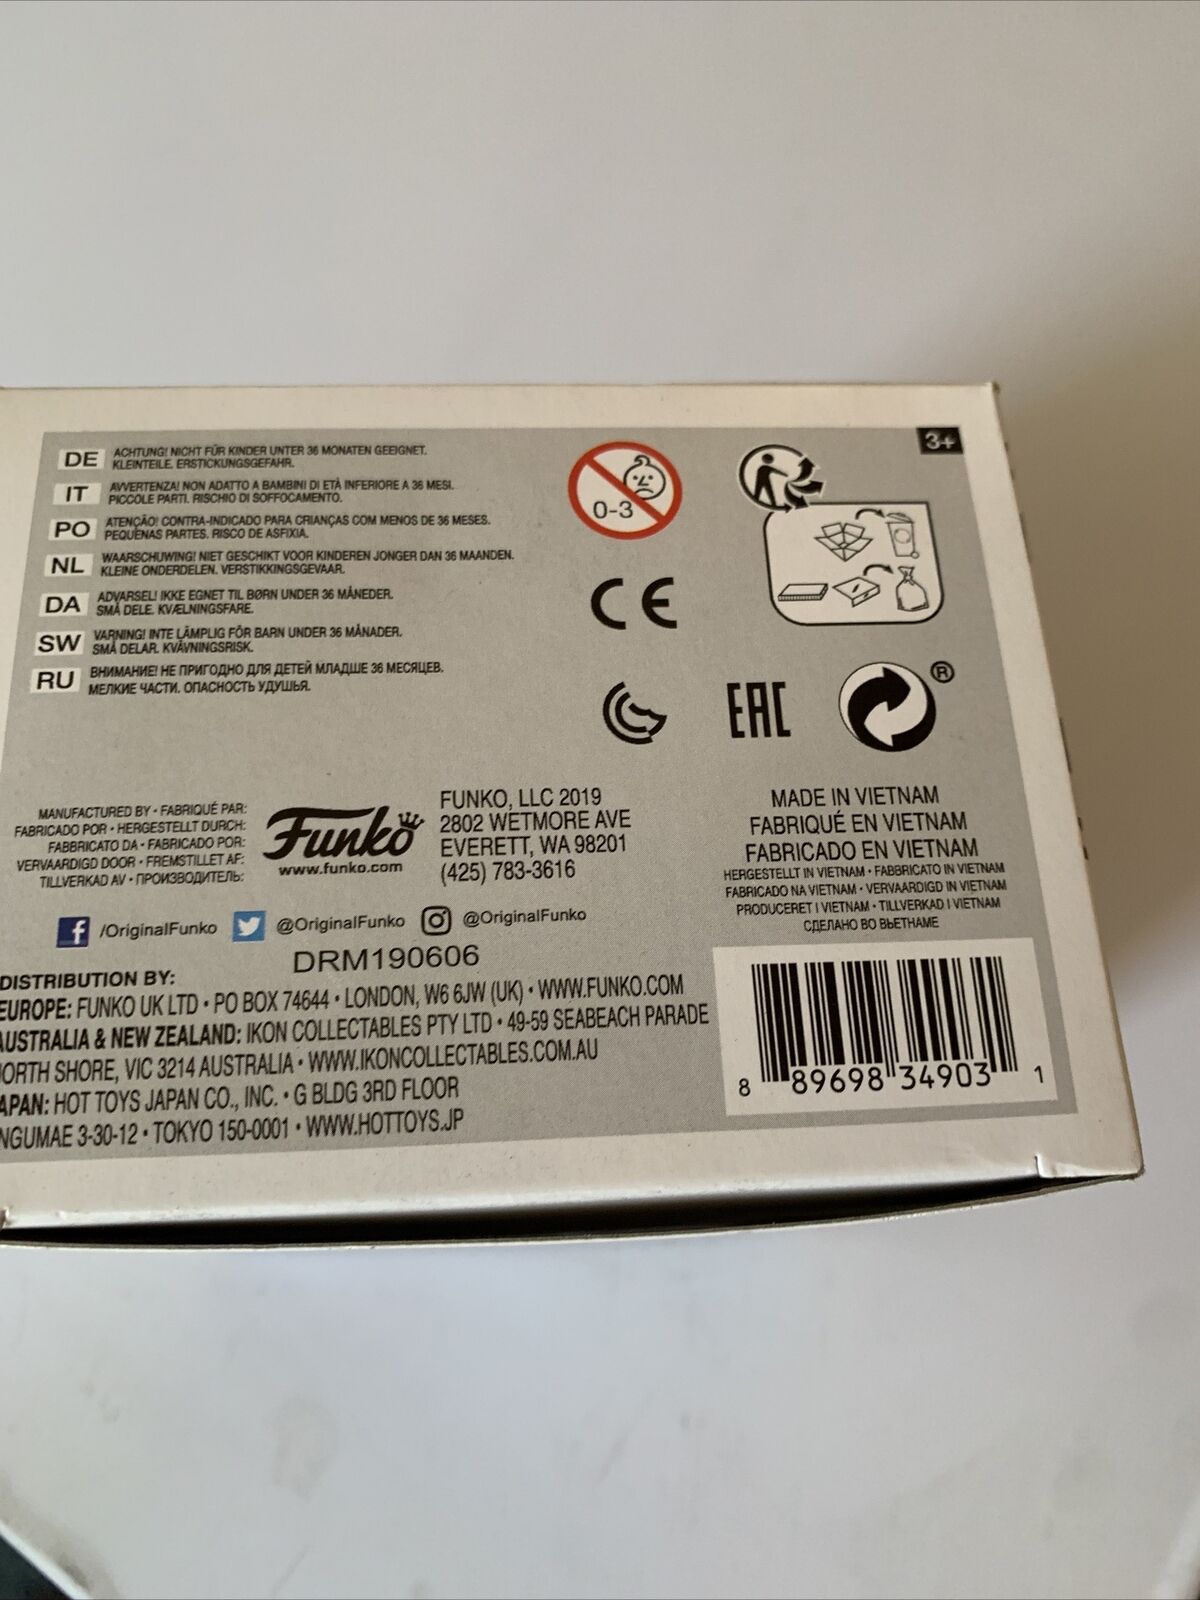 3+
DE ACHTUNG! NICHT FÜR KINDER UNTER 36 MONATEN GEEIGNET.
KLEINTEILE. ERSTICKUNGSGEFAHR.
IT AVVERTENZA! NON ADATTO A BAMBINI DI ETÀ INFERIORE A 36 MESI.
PICCOLE PARTI. RISCHIO DI SOFFOCAMENTO.
PO ATENÇÃO! CONTRA-INDICADO PARA CRIANÇAS COM MENOS DE 36 MESES.
PEQUENAS PARTES. RISCO DE ASFIXIA.
NL WAARSCHUWING! NIET GESCHIKT VOOR KINDEREN JONGER DAN 36 MAANDEN.
KLEINE ONDERDELEN. VERSTIKKINGSGEVAAR.
DA ADVARSEL! IKKE EGNET TIL BØRN UNDER 36 MÅNEDER.
SMÅ DELE. KVÆLNINGSFARE.
SW VARNING! INTE LÄMPLIG FÖR BARN UNDER 36 MÅNADER.
SMÅ DELAR. KVÄVNINGSRISK.
RU ВНИМАНИЕ! НЕ ПРИГОДНО ДЛЯ ДЕТЕЙ МЛАДШЕ 36 МЕСЯЦЕВ.
МЕЛКИЕ ЧАСТИ. ОПАСНОСТЬ УДУШЬЯ.
0-3
CE
EAC
®
MANUFACTURED BY • FABRIQUÉ PAR:
FABRICADO POR • HERGESTELLT DURCH:
FABBRICATO DA • FABRICADO POR:
VERVAARDIGD DOOR • FREMSTILLET AF:
TILLVERKAD AV • ПРОИЗВОДИТЕЛЬ:
Funko
www.funko.com
FUNKO, LLC 2019
2802 WETMORE AVE
EVERETT, WA 98201
(425) 783-3616
MADE IN VIETNAM
FABRIQUÉ EN VIETNAM
FABRICADO EN VIETNAM
HERGESTELLT IN VIETNAM • FABBRICATO IN VIETNAM
FABRICADO NA VIETNAM • VERVAARDIGD IN VIETNAM
PRODUCERET I VIETNAM • TILLVERKAD I VIETNAM
СДЕЛАНО ВО ВЬЕТНАМЕ
/OriginalFunko @OriginalFunko @OriginalFunko
DRM190606
DISTRIBUTION BY:
EUROPE: FUNKO UK LTD • PO BOX 74644 • LONDON, W6 6JW (UK) • WWW.FUNKO.COM
AUSTRALIA & NEW ZEALAND: IKON COLLECTABLES PTY LTD • 49-59 SEABEACH PARADE
NORTH SHORE, VIC 3214 AUSTRALIA • WWW.IKONCOLLECTABLES.COM.AU
JAPAN: HOT TOYS JAPAN CO., INC. • G BLDG 3RD FLOOR
NGUMAE 3-30-12 • TOKYO 150-0001 • WWW.HOTTOYS.JP
8 89698 34903 1